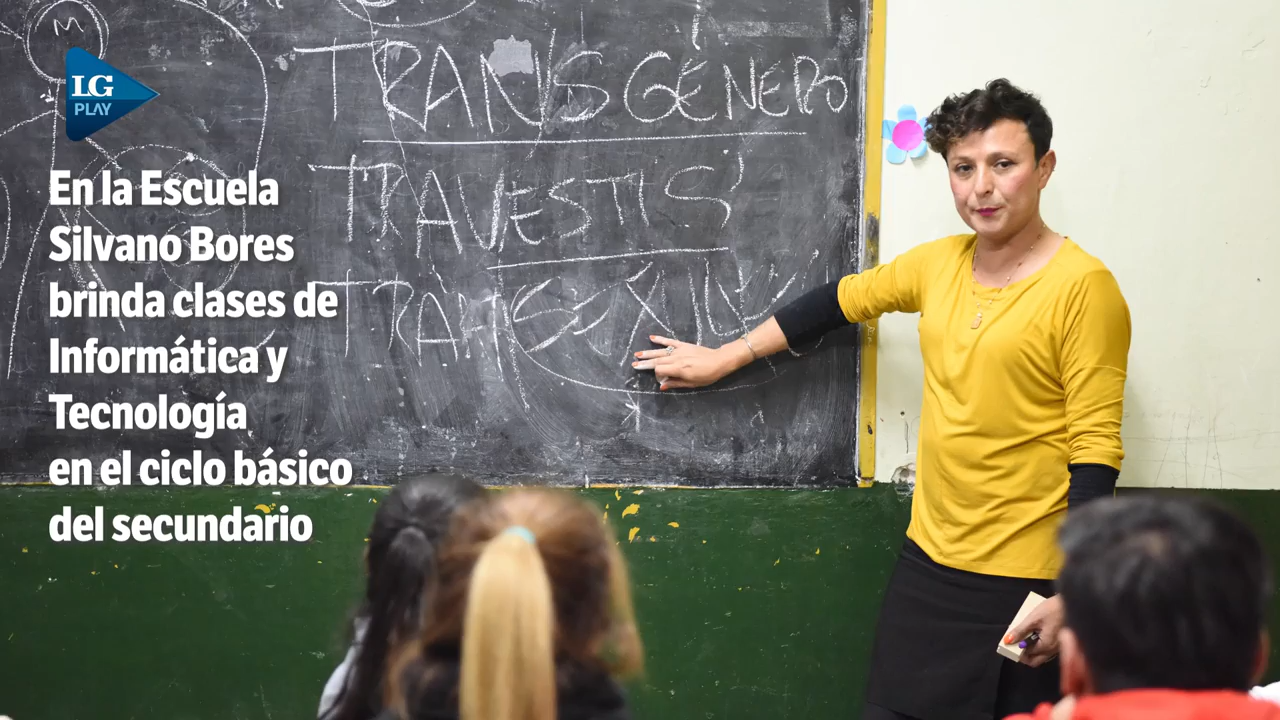 LG
PLAY
En la Escuela
Silvano Bores
brinda clases de
Informática y
Tecnología
en el ciclo básico
del secundario
TRANSGÉNERO
TRAVESTIS